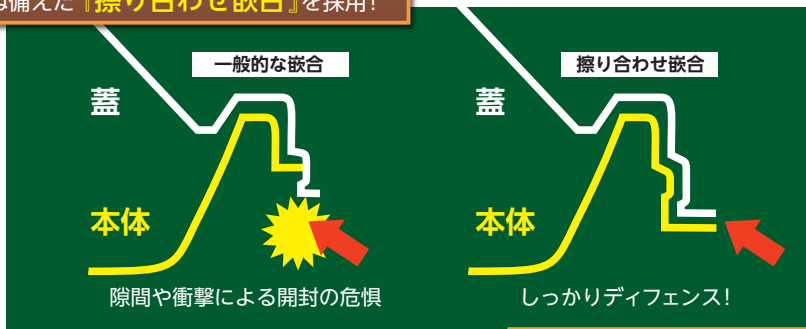 備えた『擦り合わせ嵌合』を採用!
一般的な嵌合
蓋
本体
隙間や衝撃による開封の危惧
擦り合わせ嵌合
蓋
本体
しっかりディフェンス!